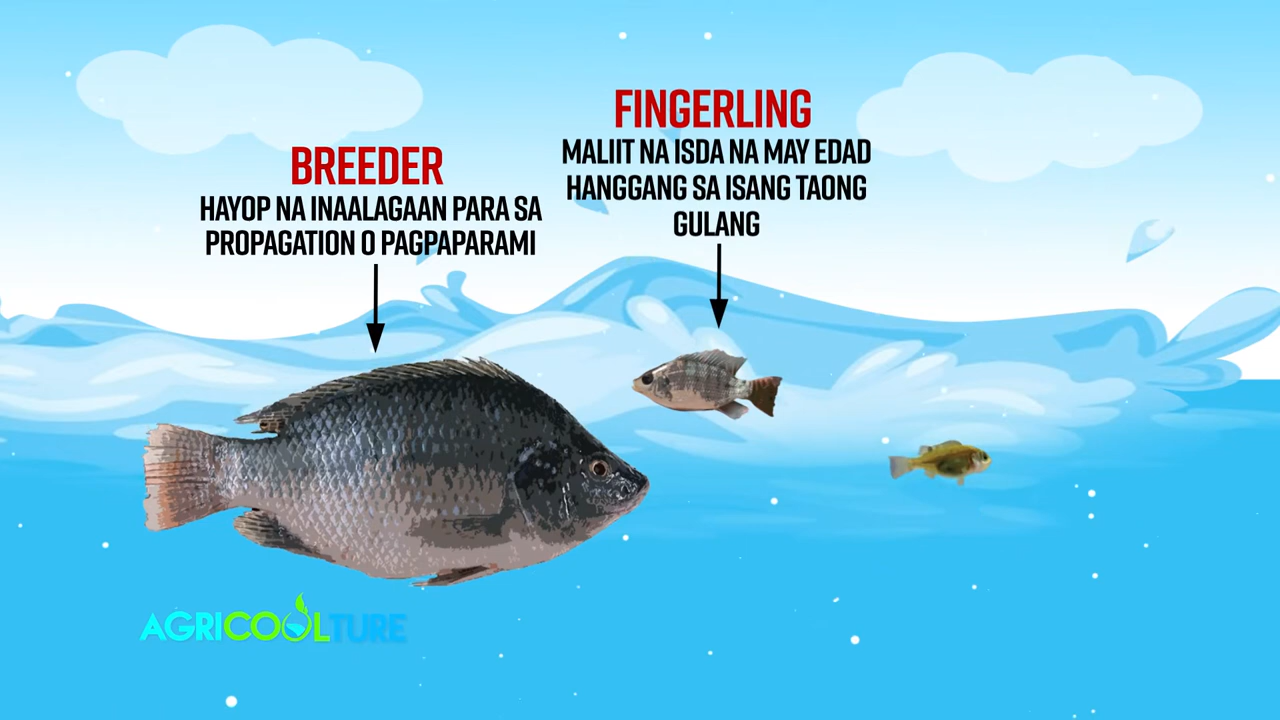 BREEDER
HAYOP NA INAALAGAAN PARA SA
PROPAGATION O PAGPAPARAMI
FINGERLING
MALIIT NA ISDA NA MAY EDAD
HANGGANG SA ISANG TAONG
GULANG
AGRICOOLTURE